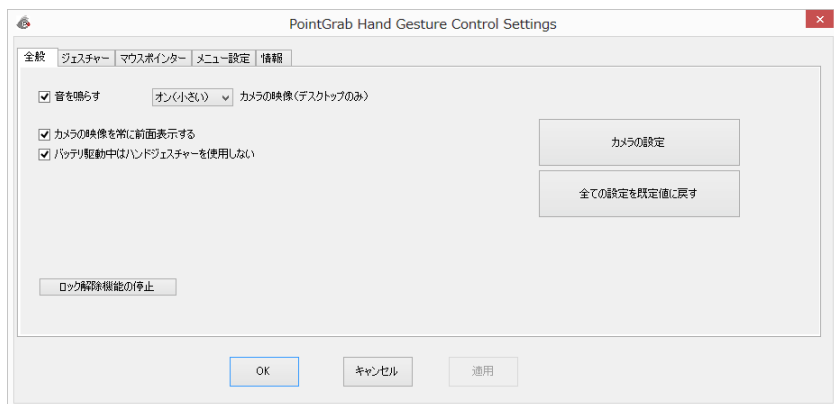 PointGrab Hand Gesture Control Settings
全般 ジェスチャー マウスポインター メニュー設定 情報
音を鳴らす オン(小さい) カメラの映像(デスクトップのみ)
カメラの映像を常に前面表示する
バッテリ駆動中はハンドジェスチャーを使用しない
カメラの設定
全ての設定を既定値に戻す
ロック解除機能の停止
OK キャンセル 適用